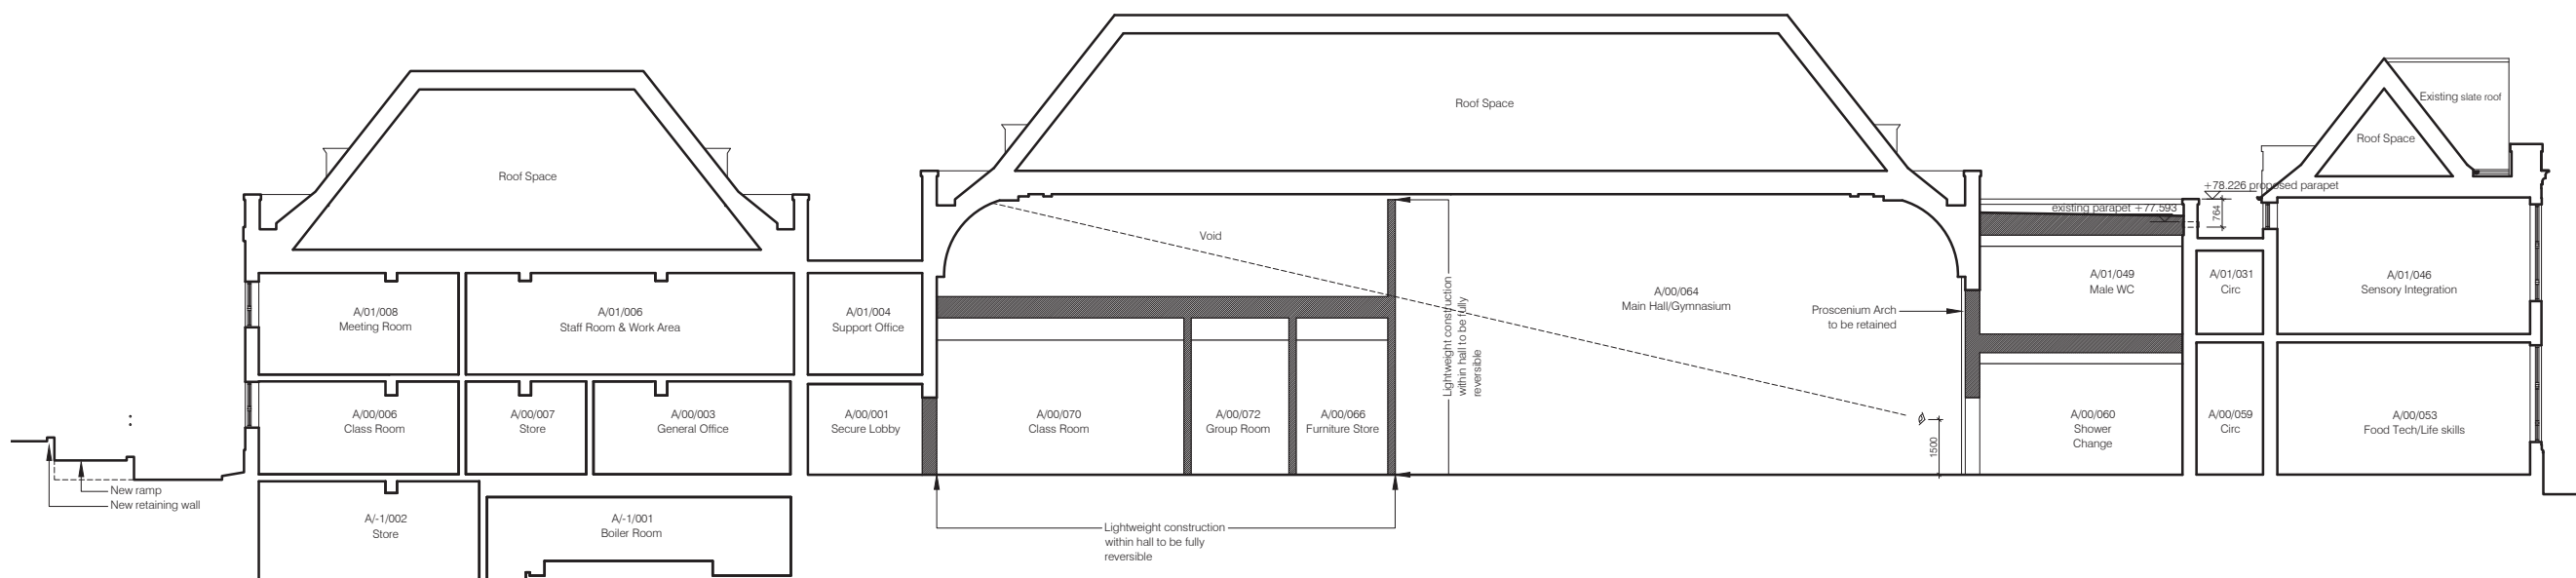 Roof Space
Roof Space
Existing slate roof
Roof Space
+78.226 proposed parapet
existing parapet +77.593
764
Void
A/01/008
Meeting Room
A/01/006
Staff Room & Work Area
A/01/004
Support Office
Lightweight construction
within hall to be fully
reversible
A/00/064
Main Hall/Gymnasium
Proscenium Arch
to be retained
A/01/049
Male WC
A/01/031
Circ
A/01/046
Sensory Integration
:
A/00/006
Class Room
A/00/007
Store
A/00/003
General Office
A/00/001
Secure Lobby
A/00/070
Class Room
A/00/072
Group Room
A/00/066
Furniture Store
1500
A/00/060
Shower
Change
A/00/059
Circ
A/00/053
Food Tech/Life skills
New ramp
New retaining wall
A/-1/002
Store
A/-1/001
Boiler Room
Lightweight construction
within hall to be fully
reversible